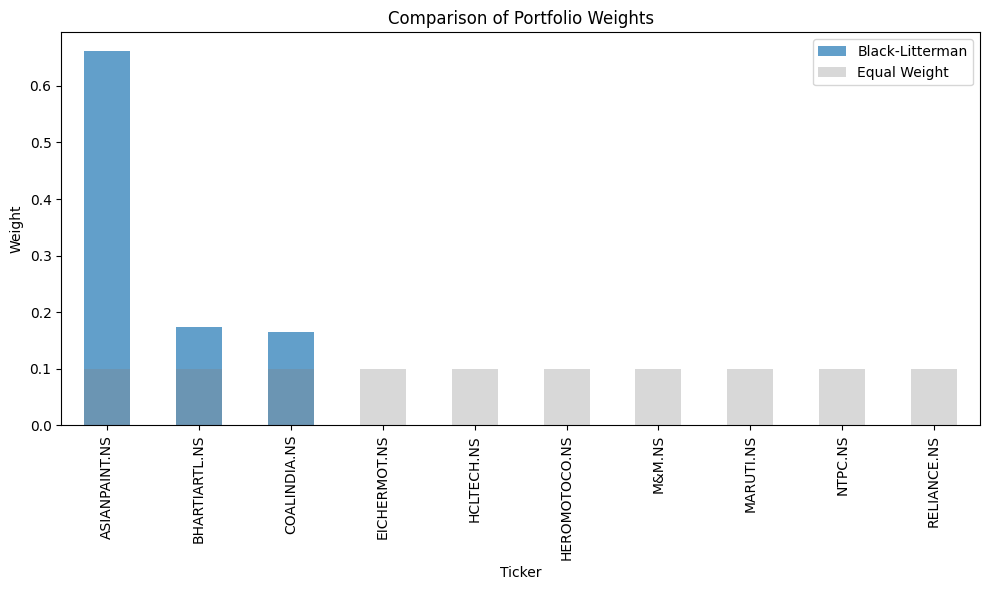 Comparison of Portfolio Weights
Black-Litterman
Equal Weight
Weight
0.6
0.5
0.4
0.3
0.2
0.1
0.0
ASIANPAINT.NS
BHARTIARTL.NS
COALINDIA.NS
EICHERMOT.NS
HCLTECH.NS
HEROMOTOCO.NS
M&M.NS
MARUTI.NS
NTPC.NS
RELIANCE.NS
Ticker